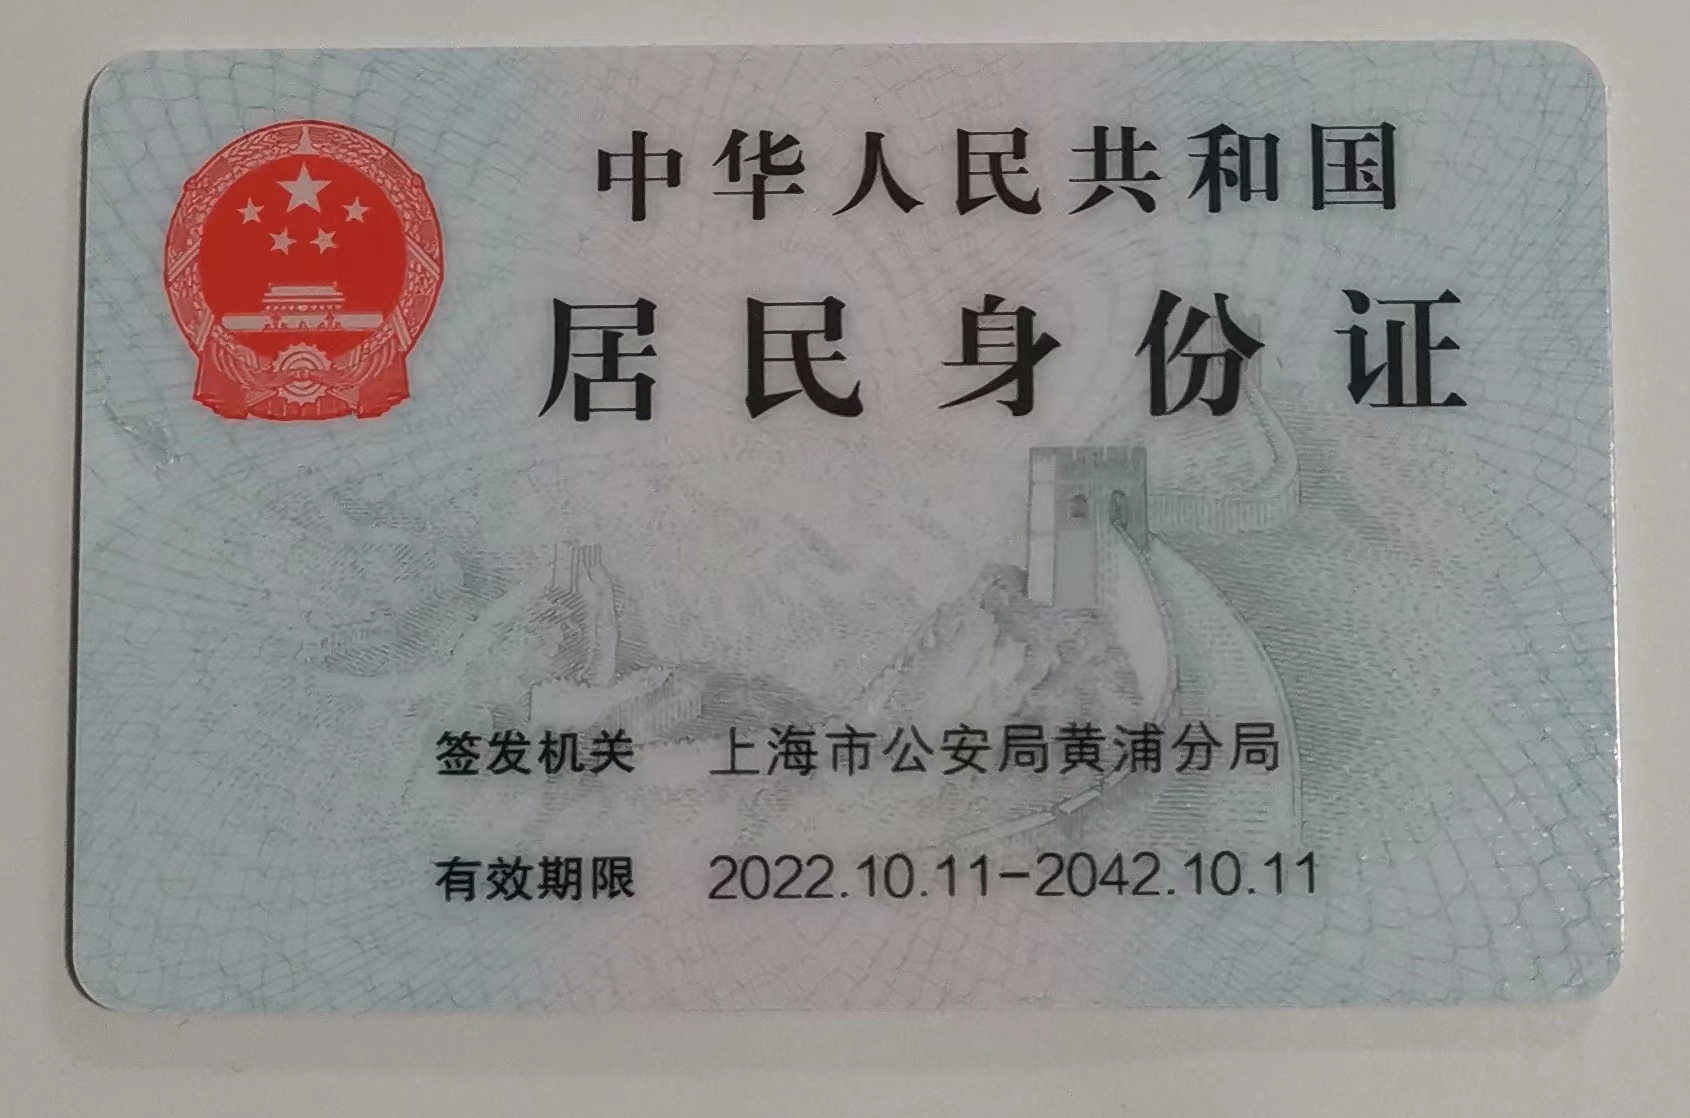 中华人民共和国
居民身份证
签发机关 上海市公安局黄浦分局
有效期限 2022.10.11-2042.10.11